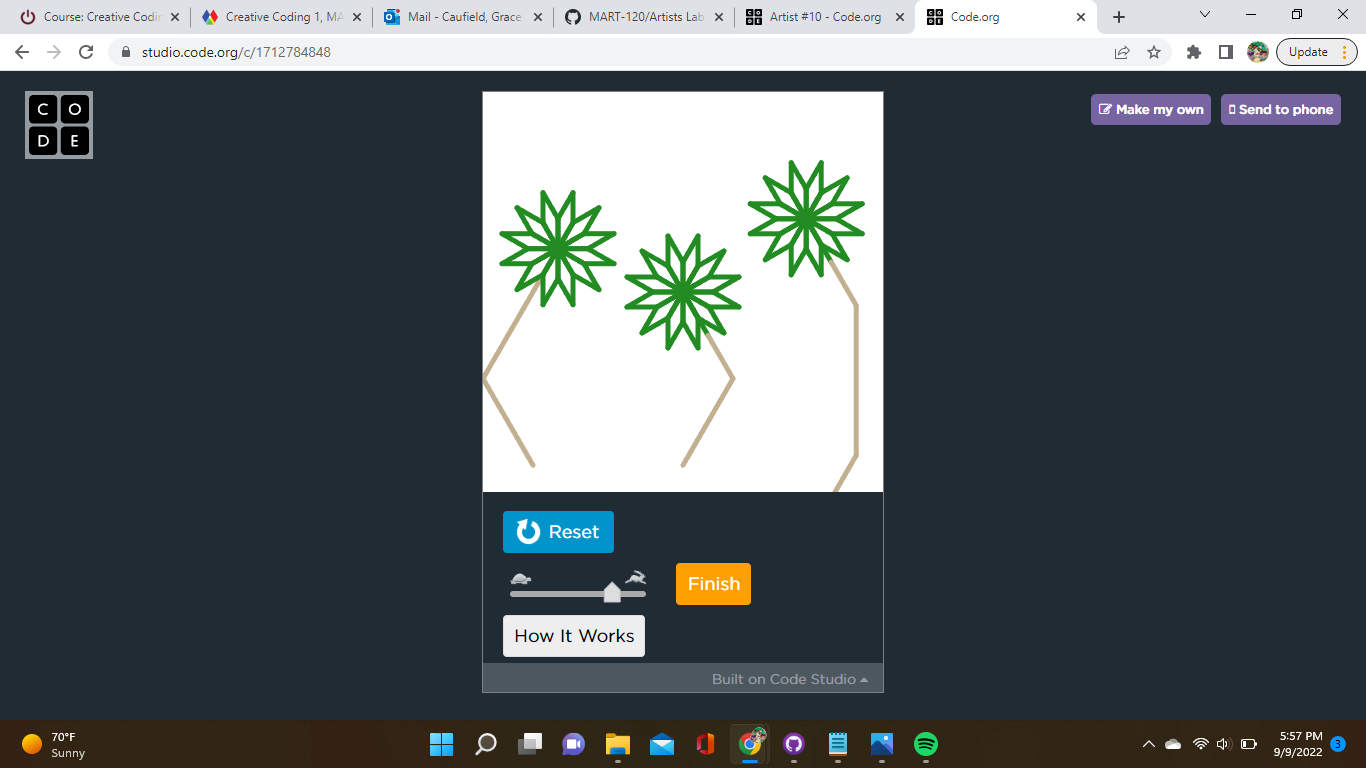 Course: Creative Codin
Creative Coding 1, MA
Mail - Caufield, Grace
MART-120/Artists Lab
Artist #10 - Code.org
Code.org
studio.code.org/c/1712784848
Update
C O
D E
Make my own
Send to phone
Reset
Finish
How It Works
Built on Code Studio
70°F
Sunny
5:57 PM
9/9/2022
3